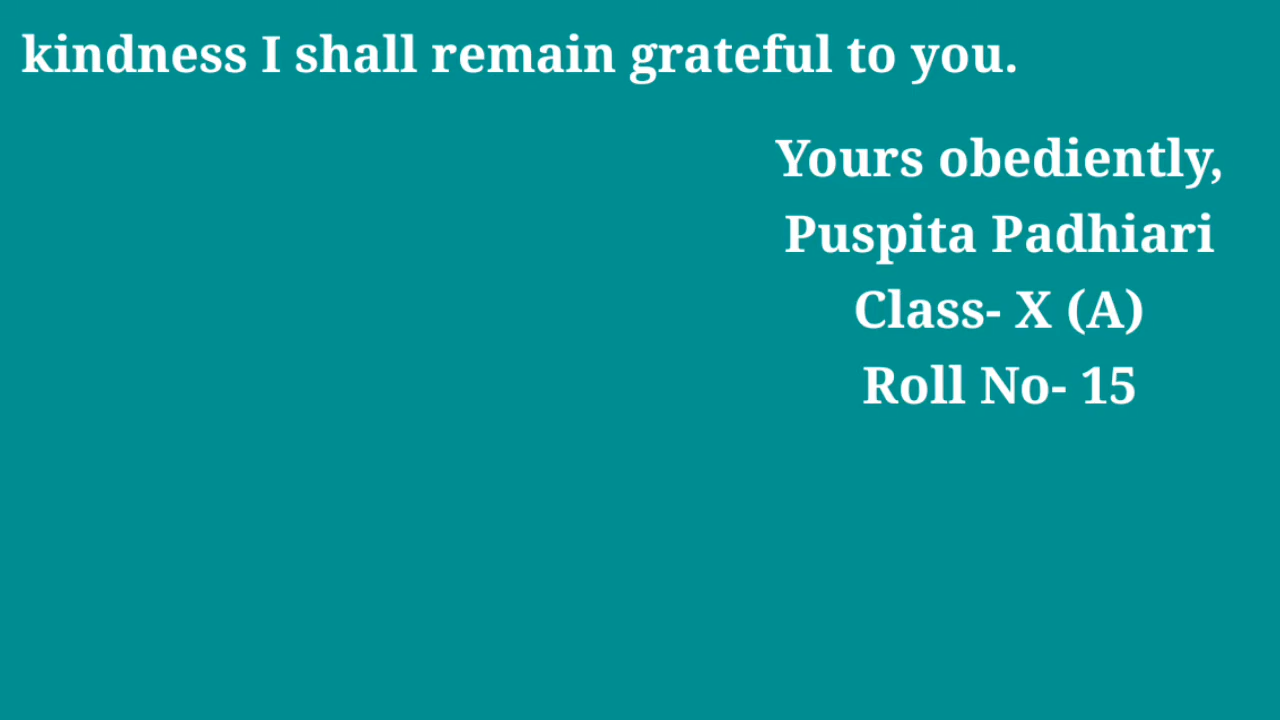 kindness I shall remain grateful to you.
Yours obediently,
Puspita Padhiari
Class- X (A)
Roll No- 15